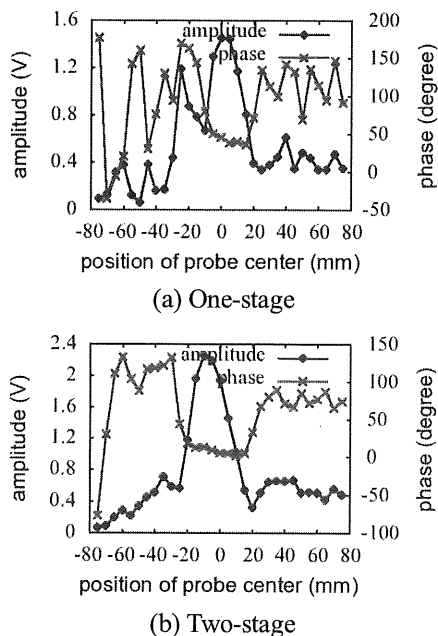 amplitude
phase
1.6
1.2
0.8
0.4
0
200
150
100
50
0
-50
amplitude (V)
phase (degree)
-80 -60 -40 -20 0 20 40 60 80
position of probe center (mm)
(a) One-stage
amplitude
phase
2.4
2
1.6
1.2
0.8
0.4
0
150
100
50
0
-50
-100
amplitude (V)
phase (degree)
-80 -60 -40 -20 0 20 40 60 80
position of probe center (mm)
(b) Two-stage